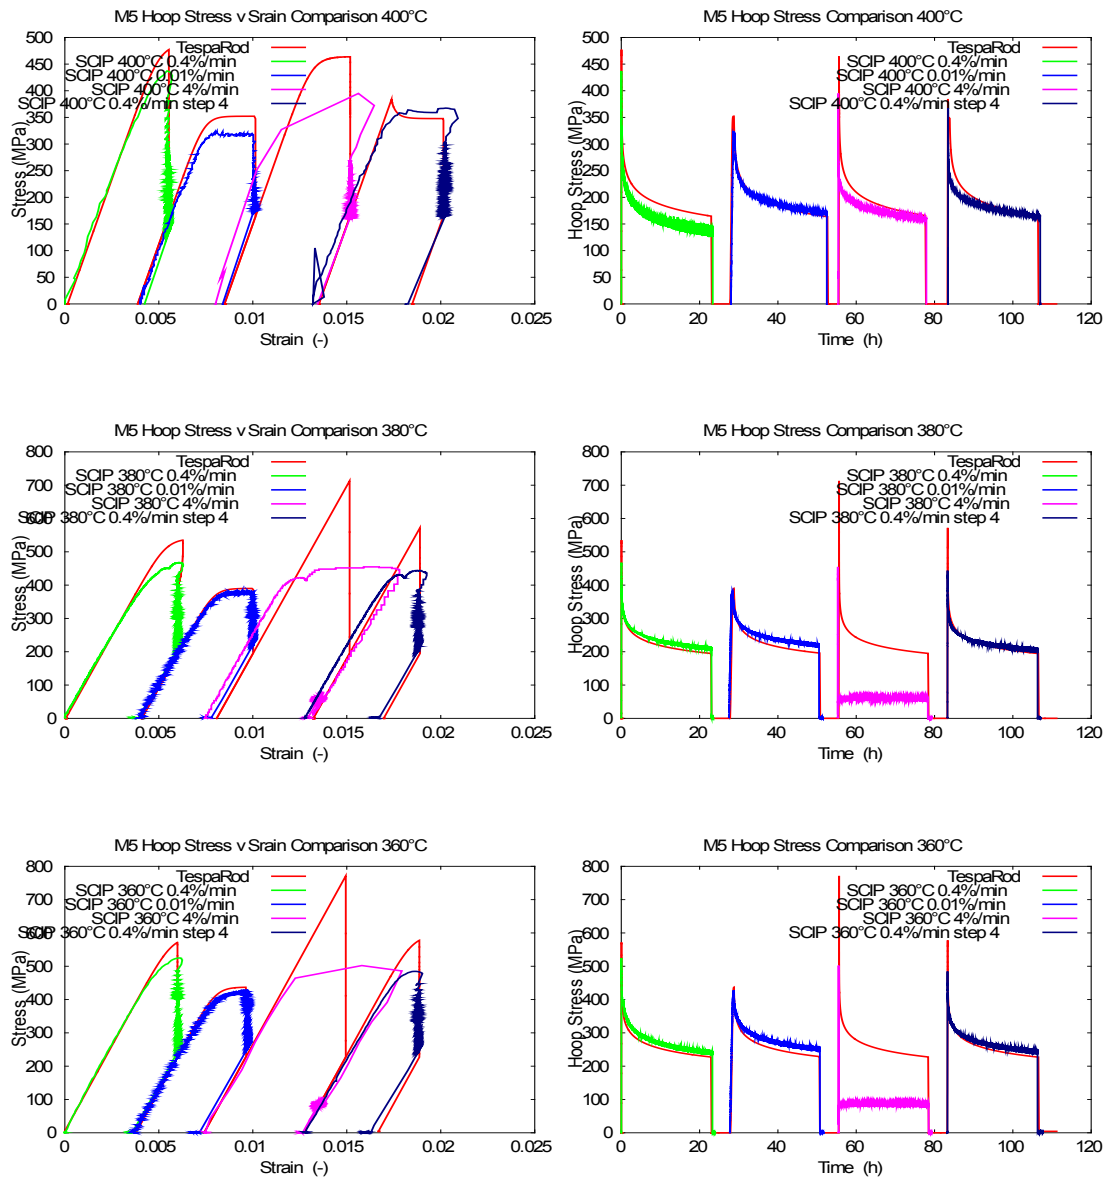 M5 Hoop Stress v Srain Comparison 400°C
Stress (MPa)
500
450
400
350
300
250
200
150
100
50
0
TespaRod
SCIP 400°C 0.4%/min
SCIP 400°C 0.01%/min
SCIP 400°C 4%/min
SCIP 400°C 0.4%/min step 4
0 0.005 0.01 0.015 0.02 0.025
Strain (-)
M5 Hoop Stress Comparison 400°C
Hoop Stress (MPa)
500
450
400
350
300
250
200
150
100
50
0
TespaRod
SCIP 400°C 0.4%/min
SCIP 400°C 0.01%/min
SCIP 400°C 4%/min
SCIP 400°C 0.4%/min step 4
0 20 40 60 80 100 120
Time (h)
M5 Hoop Stress v Srain Comparison 380°C
Stress (MPa)
800
700
600
500
400
300
200
100
0
TespaRod
SCIP 380°C 0.4%/min
SCIP 380°C 0.01%/min
SCIP 380°C 4%/min
SCIP 380°C 0.4%/min step 4
0 0.005 0.01 0.015 0.02 0.025
Strain (-)
M5 Hoop Stress Comparison 380°C
Hoop Stress (MPa)
800
700
600
500
400
300
200
100
0
TespaRod
SCIP 380°C 0.4%/min
SCIP 380°C 0.01%/min
SCIP 380°C 4%/min
SCIP 380°C 0.4%/min step 4
0 20 40 60 80 100 120
Time (h)
M5 Hoop Stress v Srain Comparison 360°C
Stress (MPa)
800
700
600
500
400
300
200
100
0
TespaRod
SCIP 360°C 0.4%/min
SCIP 360°C 0.01%/min
SCIP 360°C 4%/min
SCIP 360°C 0.4%/min step 4
0 0.005 0.01 0.015 0.02 0.025
Strain (-)
M5 Hoop Stress Comparison 360°C
Hoop Stress (MPa)
800
700
600
500
400
300
200
100
0
TespaRod
SCIP 360°C 0.4%/min
SCIP 360°C 0.01%/min
SCIP 360°C 4%/min
SCIP 360°C 0.4%/min step 4
0 20 40 60 80 100 120
Time (h)